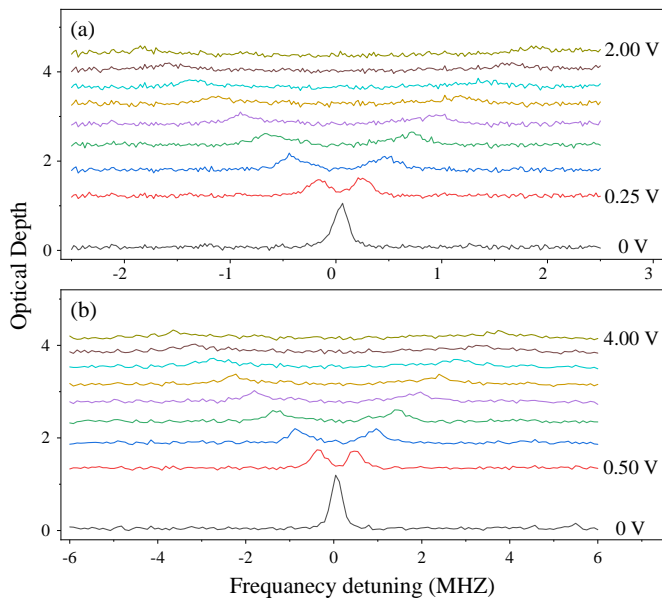 (a)
2.00 V
4
2
0.25 V
0
0 V
-2
-1
0
1
2
3
Optical Depth
(b)
4.00 V
4
2
0.50 V
0
0 V
-6
-4
-2
0
2
4
6
Frequanecy detuning (MHZ)